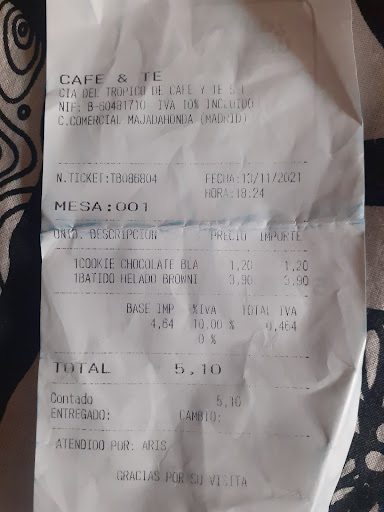 CAFE & TE
CIA DEL TROPICO DE CAFE Y TE S.L
NIF: B-60481710 IVA 10% INCLUIDO
C.COMERCIAL MAJADAHONDA (MADRID)
N.TICKET:TB086804 FECHA:13/11/2021
HORA:18:24
MESA:001
UNID. DESCRIPCION PRECIO IMPORTE
1COOKIE CHOCOLATE BLA 1,20 1,20
1BATIDO HELADO BROWNI 3,90 3,90
BASE IMP %IVA TOTAL IVA
4,64 10,00 % 0,464
0 %
TOTAL 5,10
Contado 5,10
ENTREGADO: CAMBIO:
ATENDIDO POR: ARIS
GRACIAS POR SU VISITA